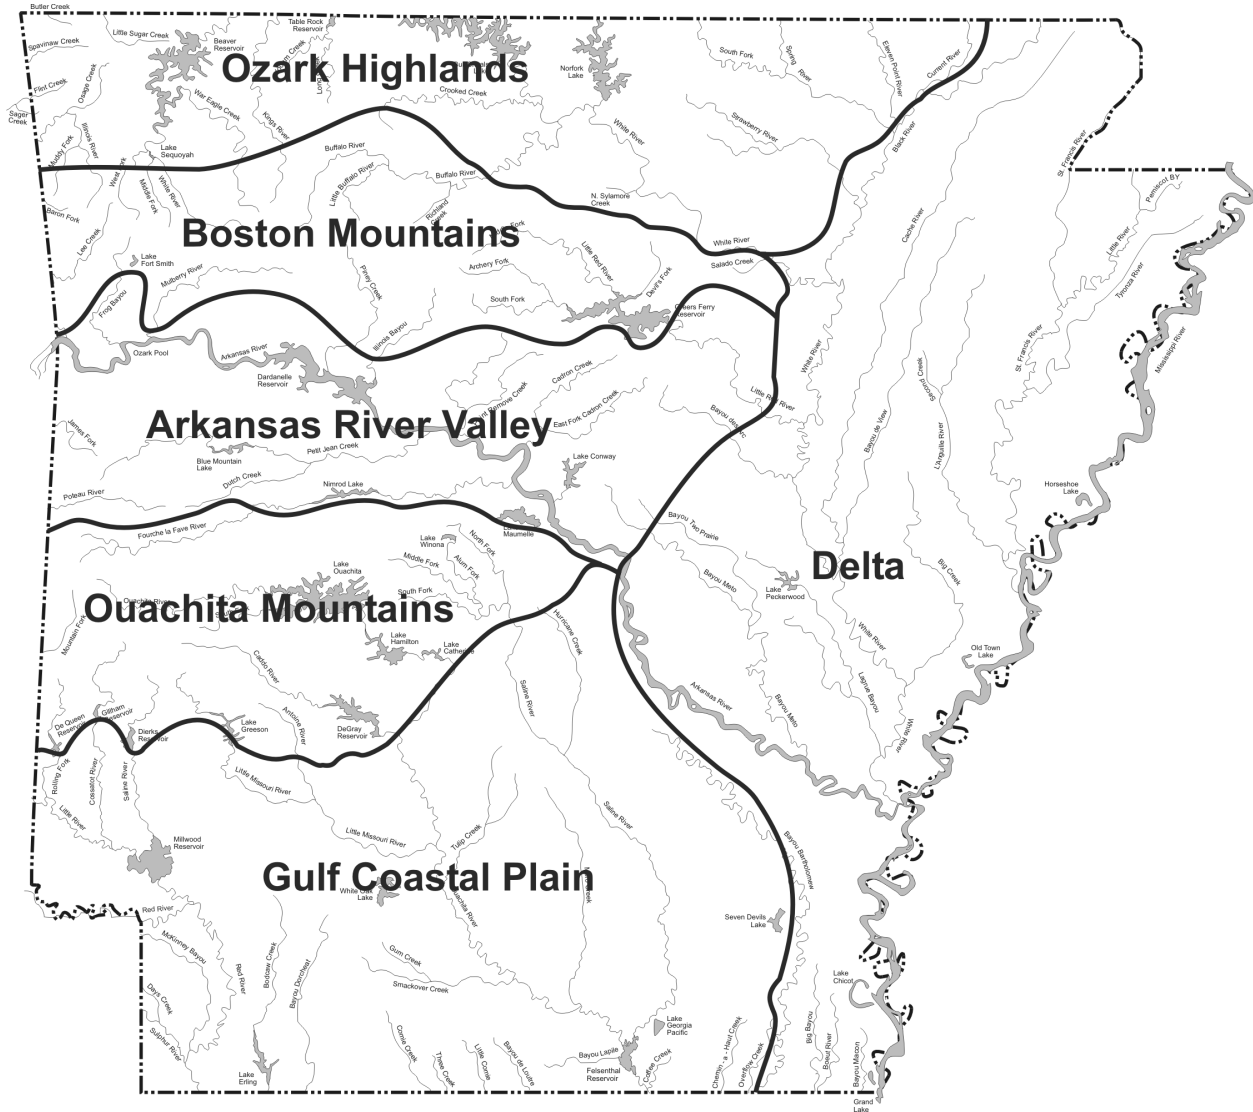 Butler Creek
Spavinaw Creek
Little Sugar Creek
Beaver
Reservoir
Table Rock
Reservoir
Norfork
Lake
South Fork
Spring
River
Eleven Point River
Current River
Ozark Highlands
Flint Creek
Osage Creek
Sager
Creek
War Eagle Creek
Kings River
Crooked Creek
White River
Strawberry River
Black River
St. Francis River
Muddy Fork
Illinois River
Lake
Sequoyah
West Fork
Middle Fork
White River
Buffalo River
Little Buffalo River
Buffalo River
Richland
Creek
N. Sylamore
Creek
Pemiscot BY
Baron Fork
Lee Creek
Boston Mountains
Fork
Little Red River
White River
Salado Creek
Cache River
Little River
Tyronza River
Lake
Fort Smith
Mulberry River
Frog Bayou
Piney Creek
Archery Fork
South Fork
Devil's Fork
Greers Ferry
Reservoir
Illinois Bayou
White River
St. Francis River
Mississippi River
Ozark Pool
Arkansas River
Dardanelle
Reservoir
Cadron Creek
East Fork Cadron Creek
Little Red River
Bayou des Arc
Second Creek
Bayou de View
L'Anguille River
Arkansas River Valley
James Fork
Blue Mountain
Lake
Petit Jean Creek
Dutch Creek
Nimrod Lake
Lake Conway
Poteau River
Fourche la Fave River
Maumelle
Horseshoe
Lake
Bayou Two Prairie
Lake
Winona
North Fork
Middle Fork
Alum Fork
South Fork
Lake
Ouachita
Ouachita River
Ouachita Mountains
Mountain Fork
Lake
Hamilton
Lake
Catherine
Hurricane Creek
Bayou Meto
Lake
Peckerwood
Delta
Big Creek
White River
Old Town
Lake
Caddo River
Saline River
Arkansas River
Lagrue Bayou
Bayou Meto
White River
De Queen
Reservoir
Gillham
Reservoir
Dierks
Reservoir
Lake
Greeson
Antoine River
DeGray
Reservoir
Rolling Fork
Cossatot River
Saline River
Little River
Little Missouri River
Little Missouri River
Tulip Creek
Saline River
Millwood
Reservoir
Bayou Bartholomew
Gulf Coastal Plain
White Oak
Lake
Ouachita River
Creek
Red River
McKinney Bayou
Red River
Bodcaw Creek
Bayou Dorcheat
Seven Devils
Lake
Gum Creek
Smackover Creek
Lake
Chicot
Days Creek
Sulphur River
Lake
Georgia
Pacific
Cornie Creek
Three Creek
Little Cornie
Bayou de Loutre
Bayou Lapile
Felsenthal
Reservoir
Coffee Creek
Chemin - a - Haut Creek
Overflow Creek
Big Bayou
Boeuf River
Bayou Macon
Lake
Erling
Grand
Lake